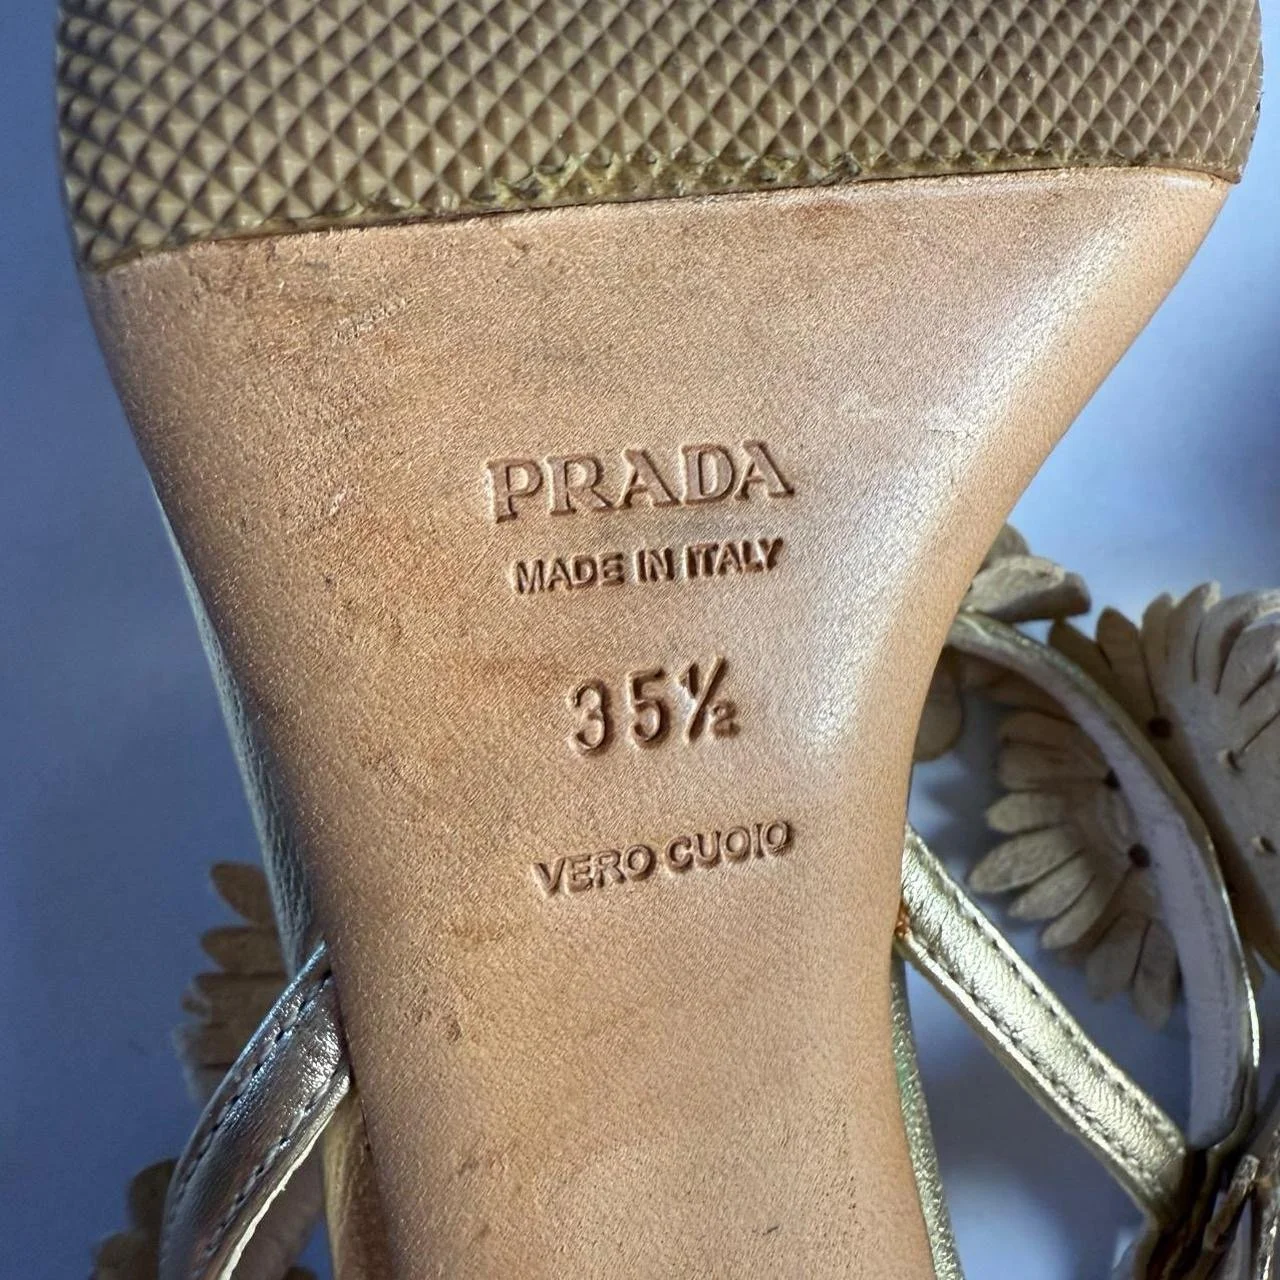 PRADA
MADE IN ITALY
35½
VERO CUOIO